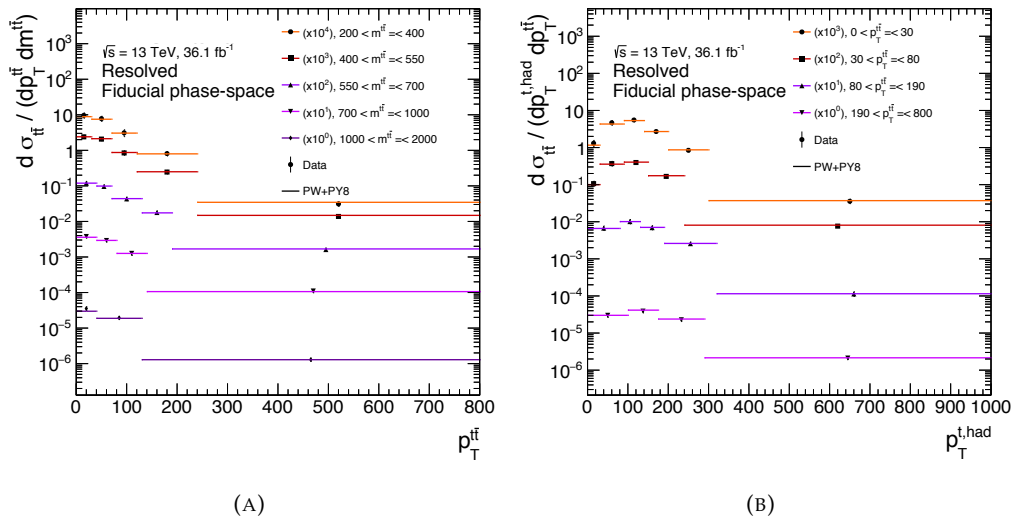 d σ_{tt̄} / (dp_T^{tt̄} dm^{tt̄})
10^3
10^2
10
1
10^{−1}
10^{−2}
10^{−3}
10^{−4}
10^{−5}
10^{−6}
√s = 13 TeV, 36.1 fb^{-1}
Resolved
Fiducial phase-space
(x10^4), 200 < m^{tt̄} =< 400
(x10^3), 400 < m^{tt̄} =< 550
(x10^2), 550 < m^{tt̄} =< 700
(x10^1), 700 < m^{tt̄} =< 1000
(x10^0), 1000 < m^{tt̄} =< 2000
Data
PW+PY8
0 100 200 300 400 500 600 700 800
p_T^{tt̄}
(A)
d σ_{tt̄} / (dp_T^{t,had} dp_T^{tt̄})
10^3
10^2
10
1
10^{−1}
10^{−2}
10^{−3}
10^{−4}
10^{−5}
10^{−6}
√s = 13 TeV, 36.1 fb^{-1}
Resolved
Fiducial phase-space
(x10^3), 0 < p_T^{tt̄} =< 30
(x10^2), 30 < p_T^{tt̄} =< 80
(x10^1), 80 < p_T^{tt̄} =< 190
(x10^0), 190 < p_T^{tt̄} =< 800
Data
PW+PY8
0 100 200 300 400 500 600 700 800 900 1000
p_T^{t,had}
(B)